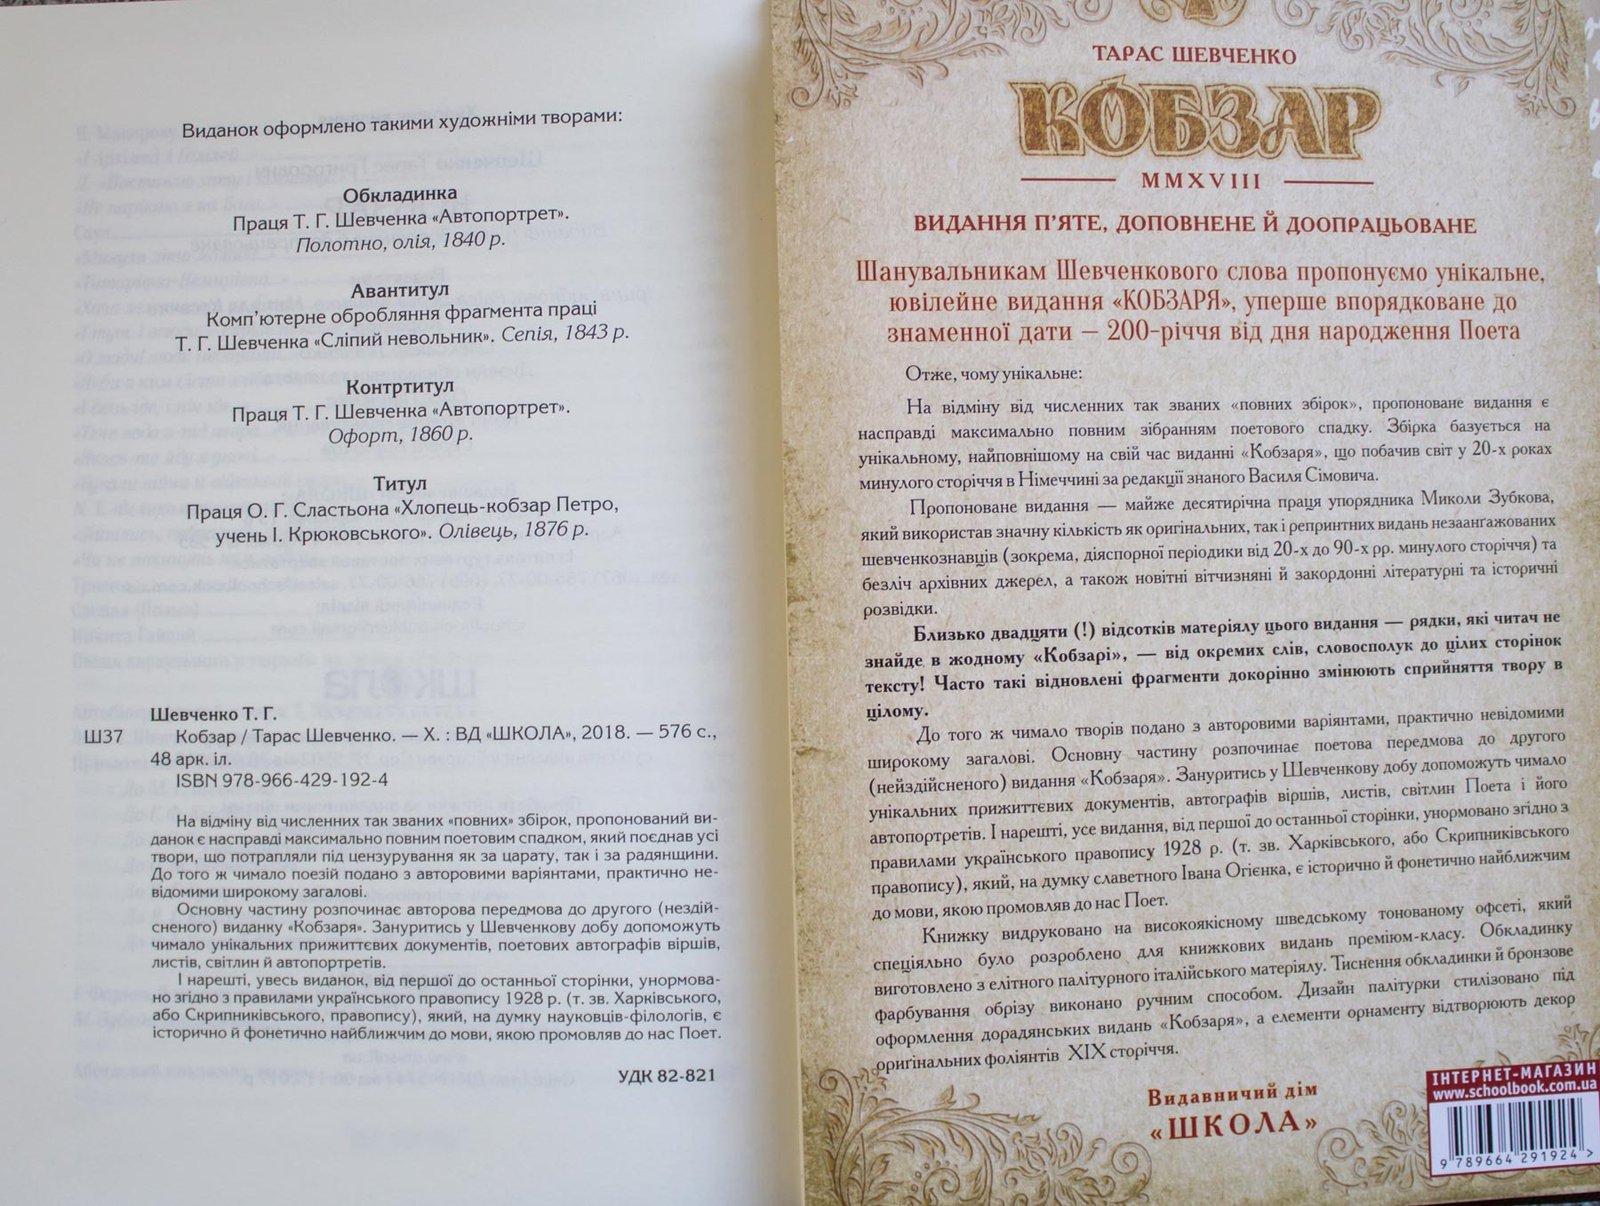 Виданок оформлено такими художніми творами:
Обкладинка
Праця Т. Г. Шевченка «Автопортрет».
Полотно, олія, 1840 р.
Авантитул
Комп’ютерне обробляння фрагмента праці
Т. Г. Шевченка «Сліпий невольник». Сепія, 1843 р.
Контртитул
Праця Т. Г. Шевченка «Автопортрет».
Офорт, 1860 р.
Титул
Праця О. Г. Сластьона «Хлопець-кобзар Петро,
учень І. Крюковського». Олівець, 1876 р.
Шевченко Т. Г.
Ш37 Кобзар / Тарас Шевченко. — Х. : ВД «ШКОЛА», 2018. — 576 с.,
48 арк. іл.
ISBN 978-966-429-192-4
На відміну від численних так званих «повних» збірок, пропонований ви-
данок є насправді максимально повним поетовим спадком, який поєднав усі
твори, що потрапляли під цензурування як за царату, так і за радянщини.
До того ж чимало поезій подано з авторовими варіянтами, практично не-
відомими широкому загалові.
Основну частину розпочинає авторова передмова до другого (нездій-
сненого) виданку «Кобзаря». Зануритись у Шевченкову добу допоможуть
чимало унікальних прижиттєвих документів, поетових автографів віршів,
листів, світлин й автопортретів.
І нарешті, увесь виданок, від першої до останньої сторінки, унормова-
но згідно з правилами українського правопису 1928 р. (т. зв. Харківського,
або Скрипниківського, правопису), який, на думку науковців-філологів, є
історично й фонетично найближчим до мови, якою промовляв до нас Поет.
УДК 82-821
ТАРАС ШЕВЧЕНКО
КОБЗАР
MMXVIII
ВИДАННЯ П’ЯТЕ, ДОПОВНЕНЕ Й ДООПРАЦЬОВАНЕ
Шанувальникам Шевченкового слова пропонуємо унікальне,
ювілейне видання «КОБЗАРЯ», уперше впорядковане до
знаменної дати — 200-річчя від дня народження Поета
Отже, чому унікальне:
На відміну від численних так званих «повних збірок», пропоноване видання є
насправді максимально повним зібранням поетового спадку. Збірка базується на
унікальному, найповнішому на свій час виданні «Кобзаря», що побачив світ у 20-х роках
минулого сторіччя в Німеччині за редакції знаного Василя Сімовича.
Пропоноване видання — майже десятирічна праця упорядника Миколи Зубкова,
який використав значну кількість як оригінальних, так і репринтних видань незаанґажованих
шевченкознавців (зокрема, діяспорної періодики від 20-х до 90-х рр. минулого сторіччя) та
безліч архівних джерел, а також новітні вітчизняні й закордонні літературні та історичні
розвідки.
Близько двадцяти (!) відсотків матеріялу цього видання — рядки, які читач не
знайде в жодному «Кобзарі», — від окремих слів, словосполук до цілих сторінок
тексту! Часто такі відновлені фрагменти докорінно змінюють сприйняття твору в
цілому.
До того ж чимало творів подано з авторовими варіянтами, практично невідомими
широкому загалові. Основну частину розпочинає поетова передмова до другого
(нейздійсненого) видання «Кобзаря». Зануритись у Шевченкову добу допоможуть чимало
унікальних прижиттєвих документів, автографів віршів, листів, світлин Поета і його
автопортретів. І нарешті, усе видання, від першої до останньої сторінки, унормовано згідно з
правилами українського правопису 1928 р. (т. зв. Харківського, або Скрипниківського
правопису), який, на думку славетного Івана Огієнка, є історично й фонетично найближчим
до мови, якою промовляв до нас Поет.
Книжку видруковано на високоякісному шведському тонованому офсеті, який
спеціяльно було розроблено для книжкових видань преміюм-класу. Обкладинку
виготовлено з елітного палітурного італійського матеріялу. Тиснення обкладинки й бронзове
фарбування обрізу виконано ручним способом. Дизайн палітурки стилізовано під
оформлення дорадянських видань «Кобзаря», а елементи орнаменту відтворюють декор
ориґінальних фоліянтів XIX сторіччя.
Видавничий дім
«ШКОЛА»
ІНТЕРНЕТ-МАГАЗИН
www.schoolbook.com.ua
9 789664 291924 >